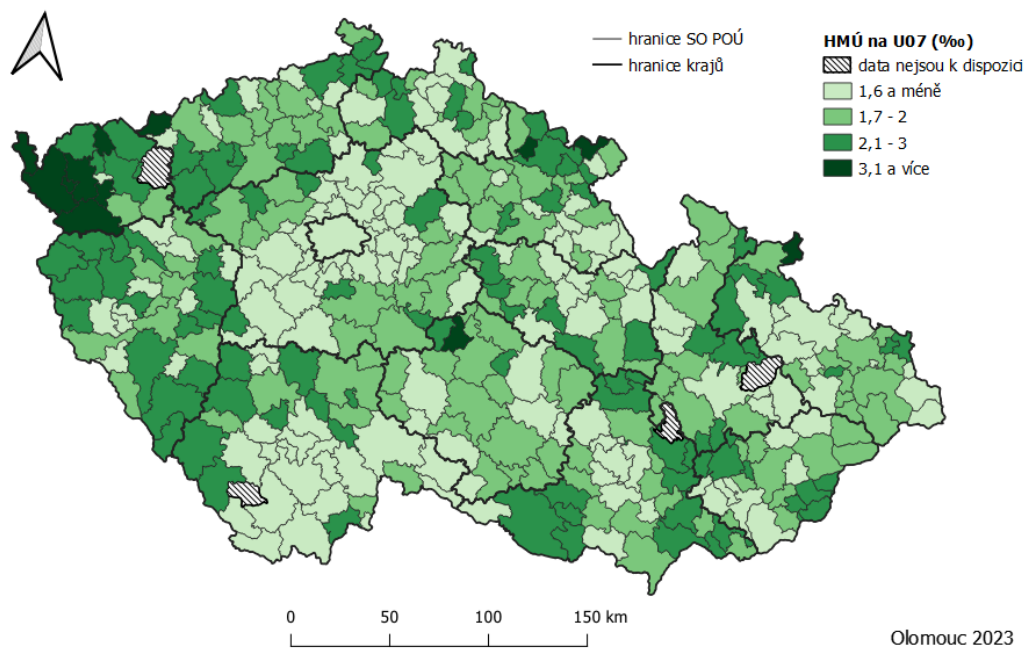 hranice SO POÚ
hranice krajů
HMÚ na U07 (‰)
data nejsou k dispozici
1,6 a méně
1,7 - 2
2,1 - 3
3,1 a více
0 50 100 150 km
Olomouc 2023